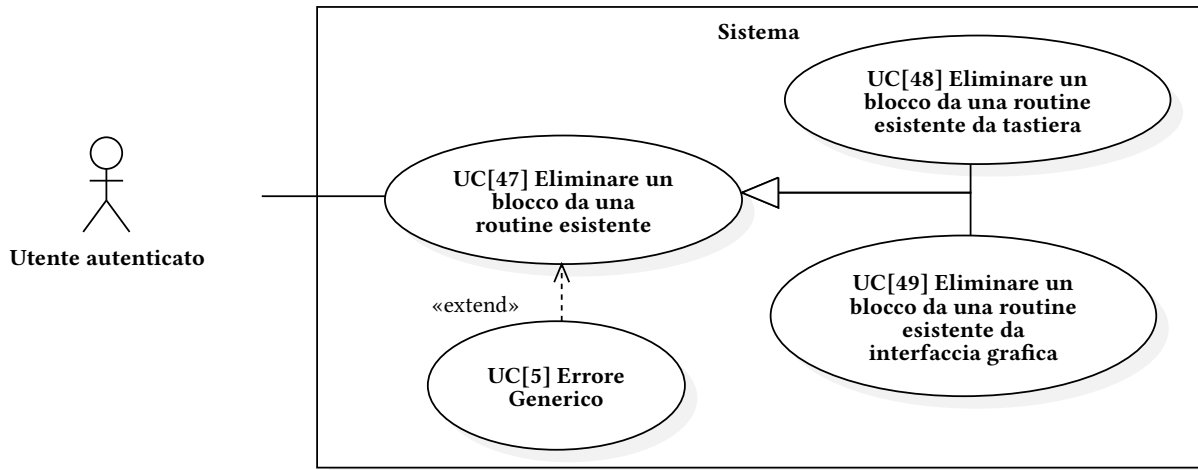 Sistema
UC[48] Eliminare un
blocco da una routine
esistente da tastiera
UC[47] Eliminare un
blocco da una
routine esistente
Utente autenticato
UC[49] Eliminare un
blocco da una routine
esistente da
interfaccia grafica
«extend»
UC[5] Errore
Generico